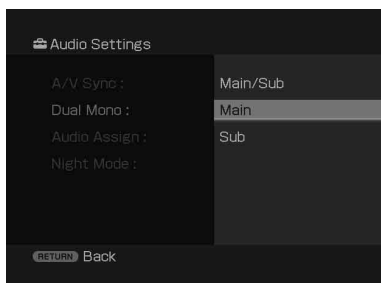 Audio Settings
A/V Sync : Main/Sub
Dual Mono : Main
Audio Assign : Sub
Night Mode :
RETURN Back